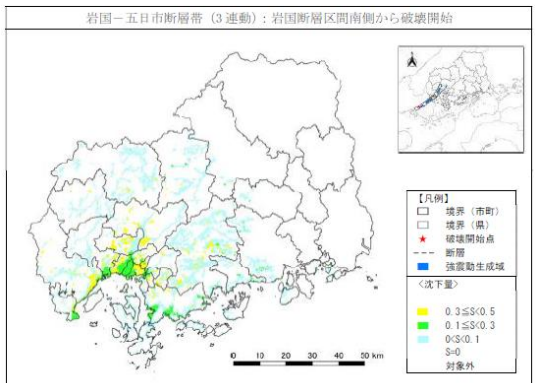 岩国－五日市断層帯（3連動）：岩国断層区間南側から破壊開始
【凡例】
境界（市町）
境界（県）
破壊開始点
断層
強震動生成域
<沈下量>
0.3≦S<0.5
0.1≦S<0.3
0<S<0.1
S=0
対象外
0 10 20 30 40 50 km